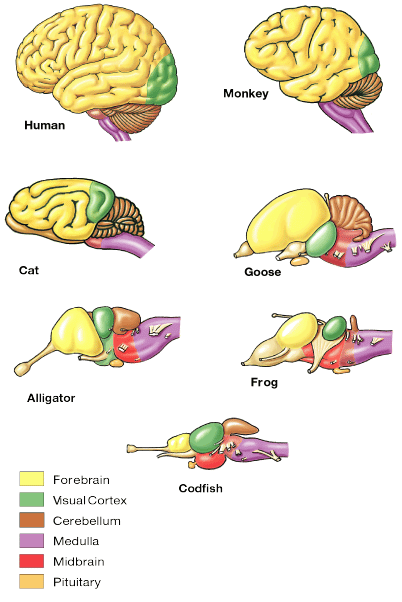 Human
Monkey
Cat
Goose
Alligator
Frog
Codfish
Forebrain
Visual Cortex
Cerebellum
Medulla
Midbrain
Pituitary